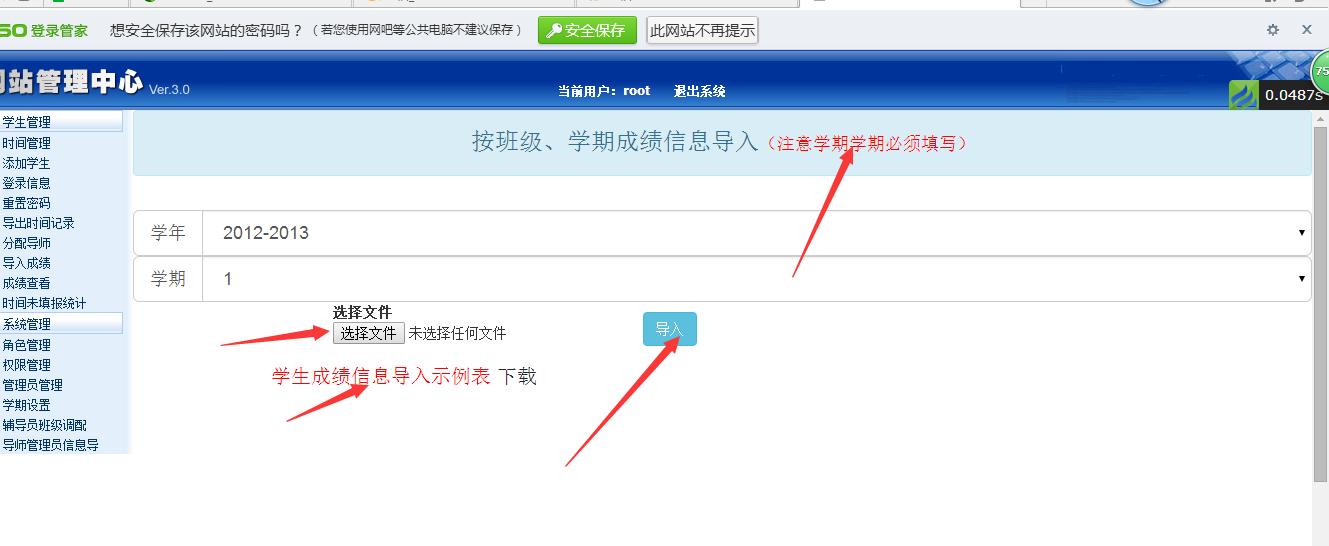 登录管家 想安全保存该网站的密码吗？（若您使用网吧等公共电脑不建议保存） 安全保存 此网站不再提示
站管理中心 Ver.3.0 当前用户：root 退出系统
75
0.0487s
学生管理
时间管理
添加学生
登录信息
重置密码
导出时间记录
分配导师
导入成绩
成绩查看
时间未填报统计
系统管理
角色管理
权限管理
管理员管理
学期设置
辅导员班级调配
导师管理员信息导
按班级、学期成绩信息导入（注意学期学期必须填写）
学年 2012-2013
学期 1
选择文件
选择文件 未选择任何文件 导入
学生成绩信息导入示例表 下载